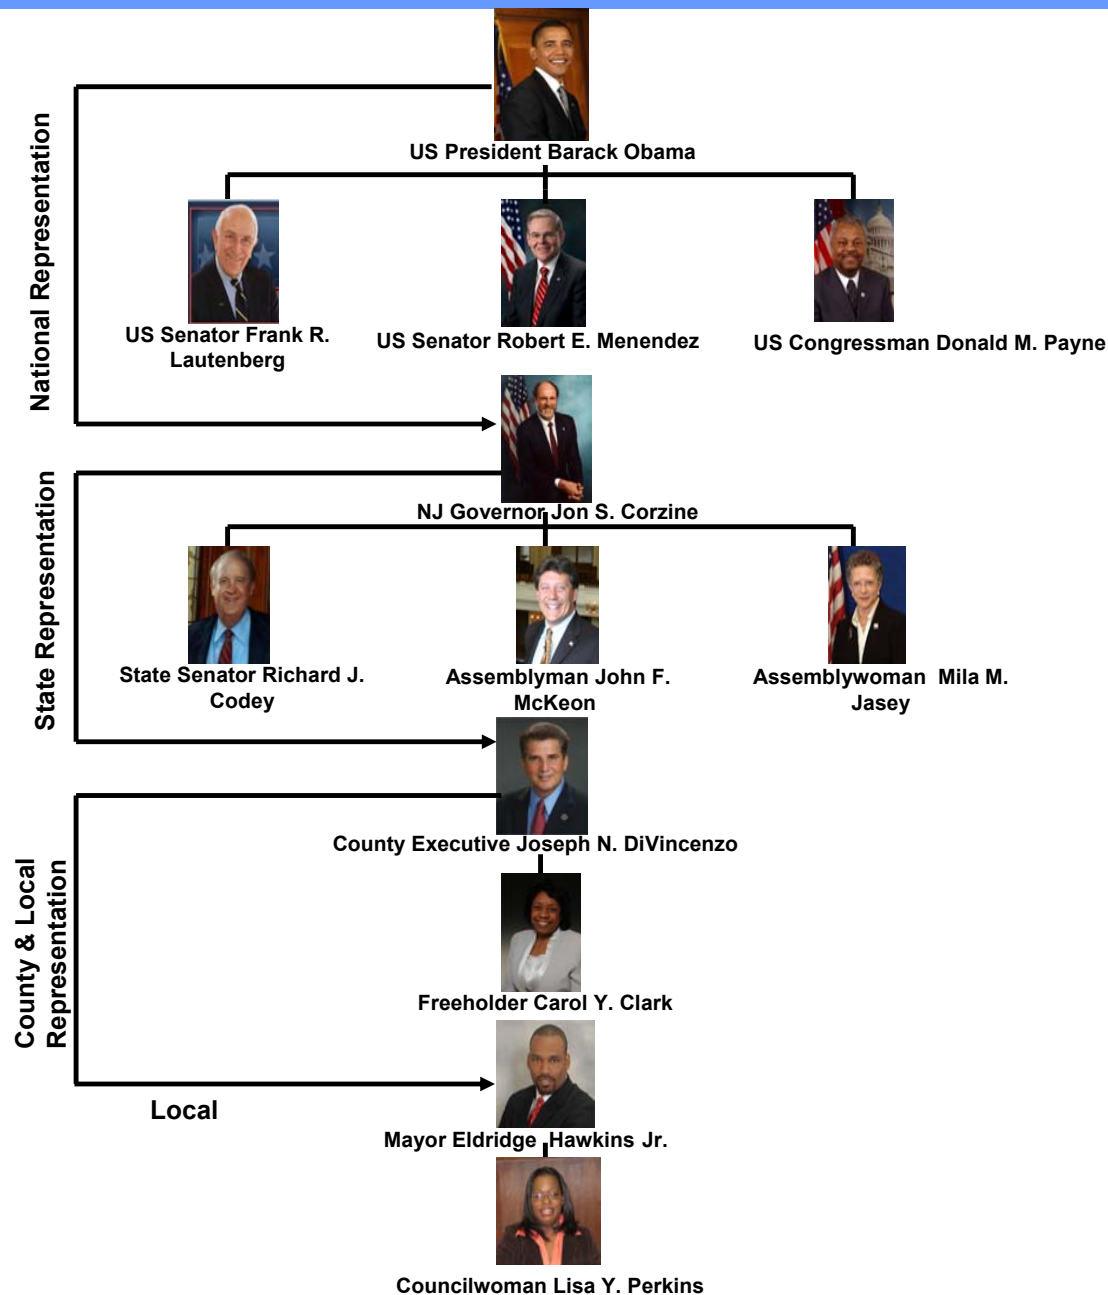 US President Barack Obama
National Representation
US Senator Frank R.
Lautenberg
US Senator Robert E. Menendez
US Congressman Donald M. Payne
NJ Governor Jon S. Corzine
State Representation
State Senator Richard J.
Codey
Assemblyman John F.
McKeon
Assemblywoman Mila M.
Jasey
County Executive Joseph N. DiVincenzo
County & Local
Representation
Freeholder Carol Y. Clark
Local
Mayor Eldridge Hawkins Jr.
Councilwoman Lisa Y. Perkins